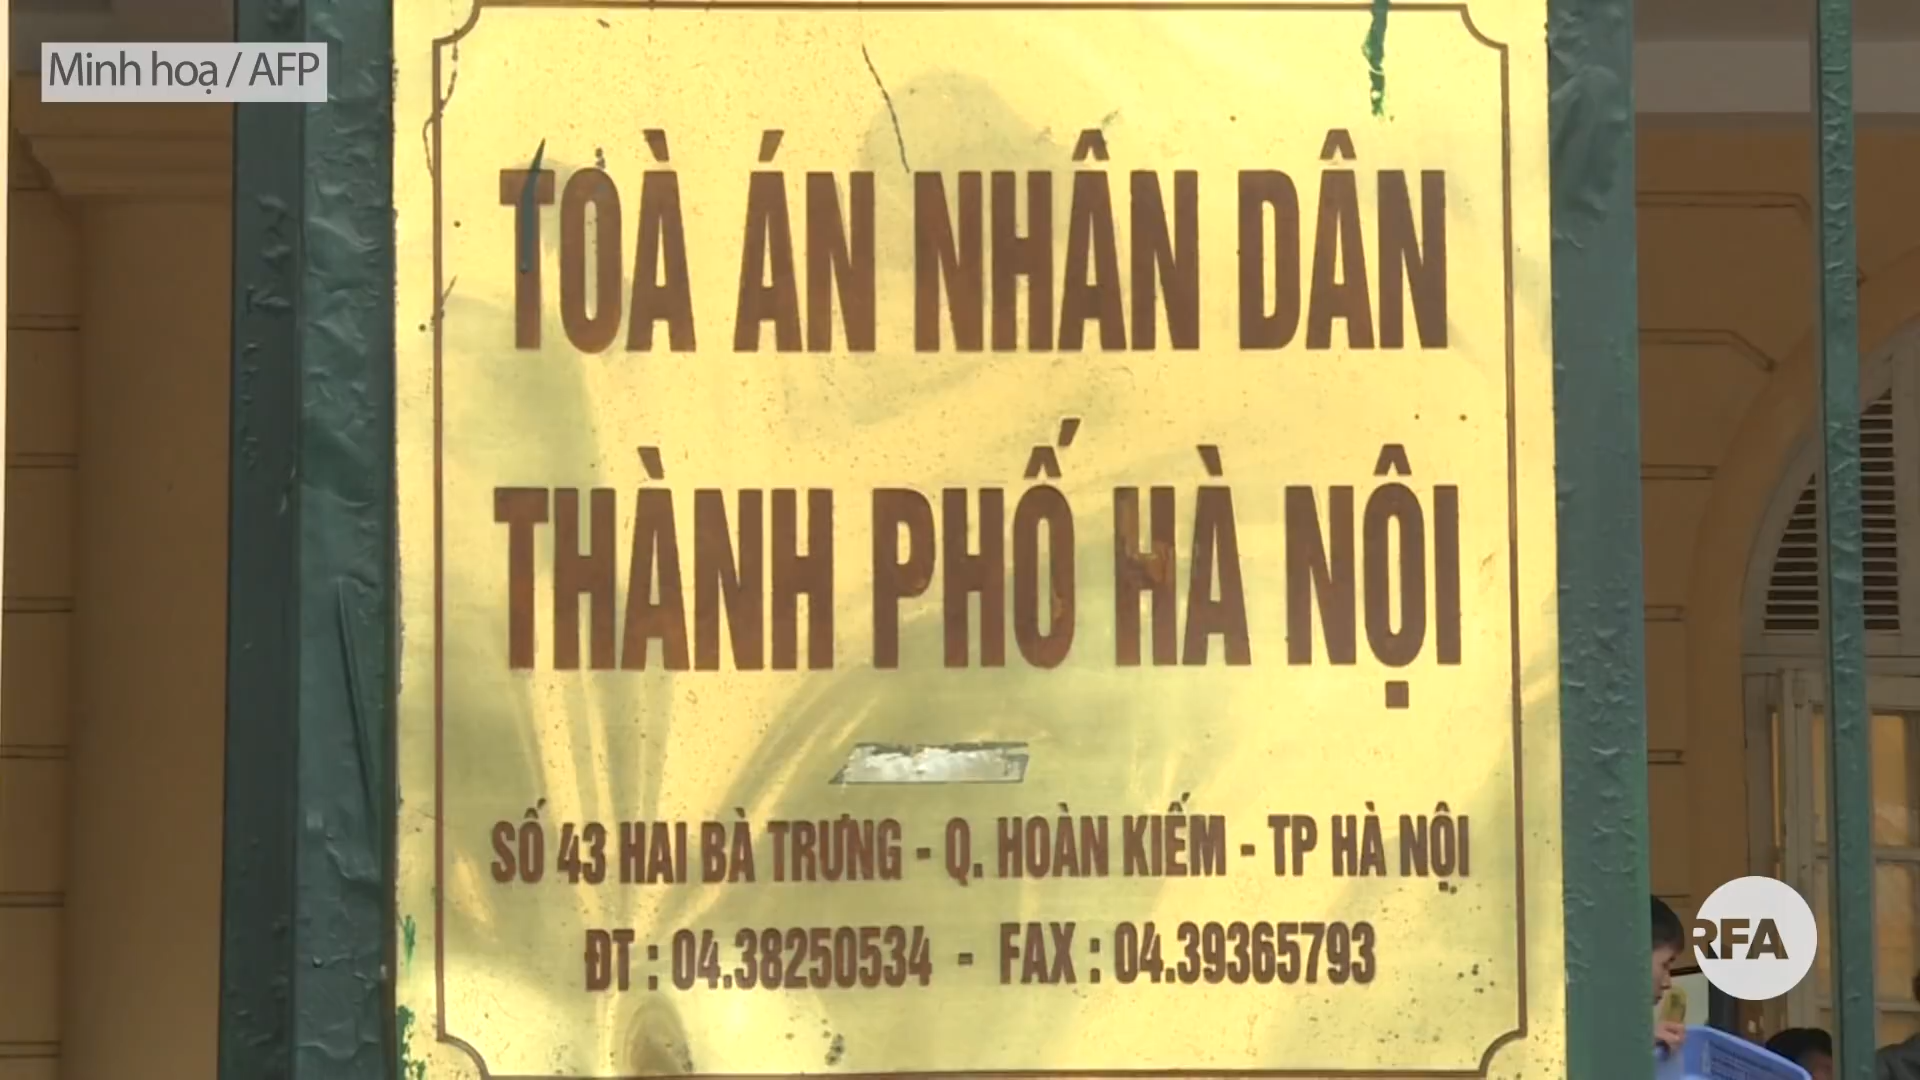 Minh hoạ / AFP
TOÀ ÁN NHÂN DÂN
THÀNH PHỐ HÀ NỘI
SỐ 43 HAI BÀ TRƯNG - Q. HOÀN KIẾM - TP HÀ NỘI
ĐT : 04.38250534 - FAX : 04.39365793
RFA